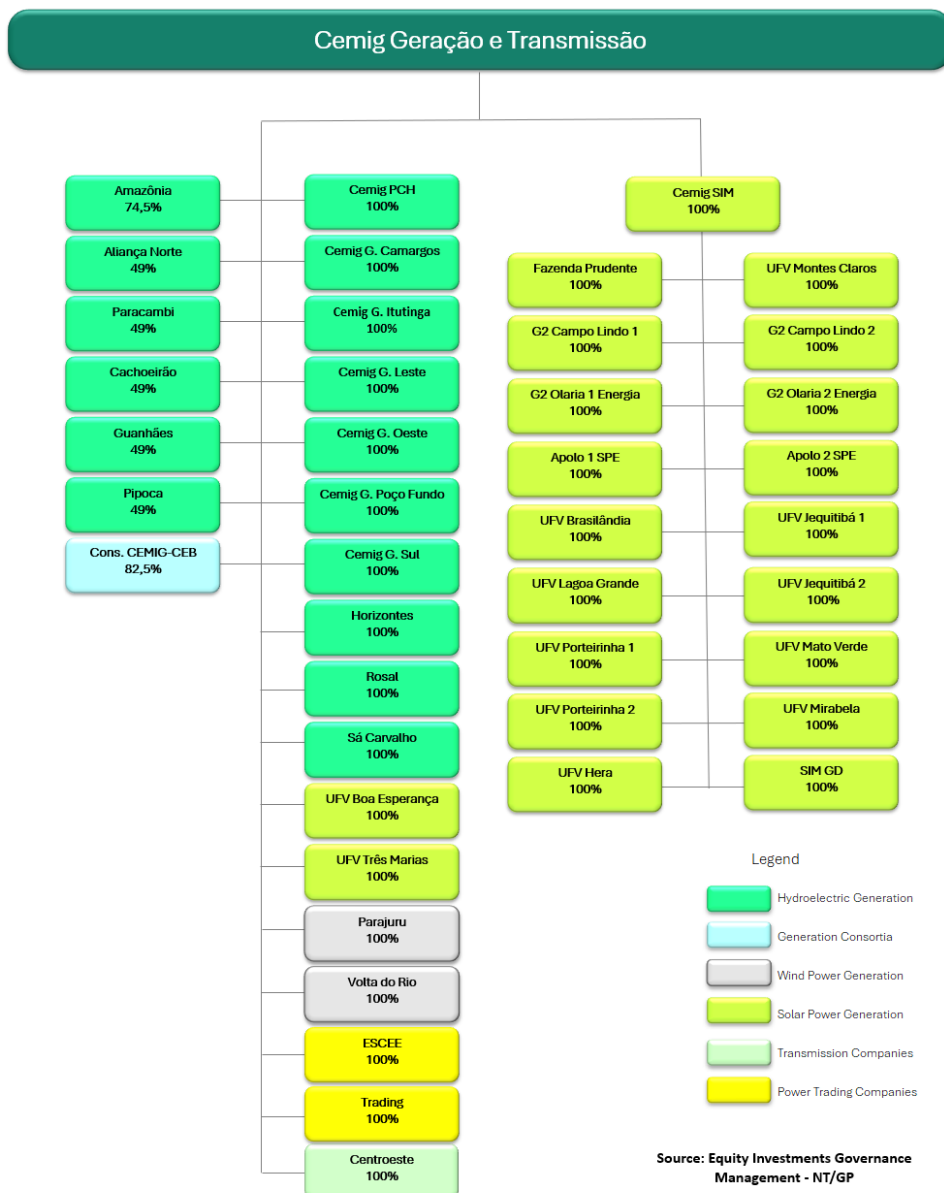 Cemig Geração e Transmissão
Amazônia
74,5%
Aliança Norte
49%
Paracambi
49%
Cachoeirão
49%
Guanhães
49%
Pipoca
49%
Cons. CEMIG-CEB
82,5%
Cemig PCH
100%
Cemig G. Camargos
100%
Cemig G. Itutinga
100%
Cemig G. Leste
100%
Cemig G. Oeste
100%
Cemig G. Poço Fundo
100%
Cemig G. Sul
100%
Horizontes
100%
Rosal
100%
Sá Carvalho
100%
UFV Boa Esperança
100%
UFV Três Marias
100%
Parajuru
100%
Volta do Rio
100%
ESCEE
100%
Trading
100%
Centroeste
100%
Cemig SIM
100%
Fazenda Prudente
100%
G2 Campo Lindo 1
100%
G2 Olaria 1 Energia
100%
Apolo 1 SPE
100%
UFV Brasilândia
100%
UFV Lagoa Grande
100%
UFV Porteirinha 1
100%
UFV Porteirinha 2
100%
UFV Hera
100%
UFV Montes Claros
100%
G2 Campo Lindo 2
100%
G2 Olaria 2 Energia
100%
Apolo 2 SPE
100%
UFV Jequitibá 1
100%
UFV Jequitibá 2
100%
UFV Mato Verde
100%
UFV Mirabela
100%
SIM GD
100%
Legend
Hydroelectric Generation
Generation Consortia
Wind Power Generation
Solar Power Generation
Transmission Companies
Power Trading Companies
Source: Equity Investments Governance
Management - NT/GP